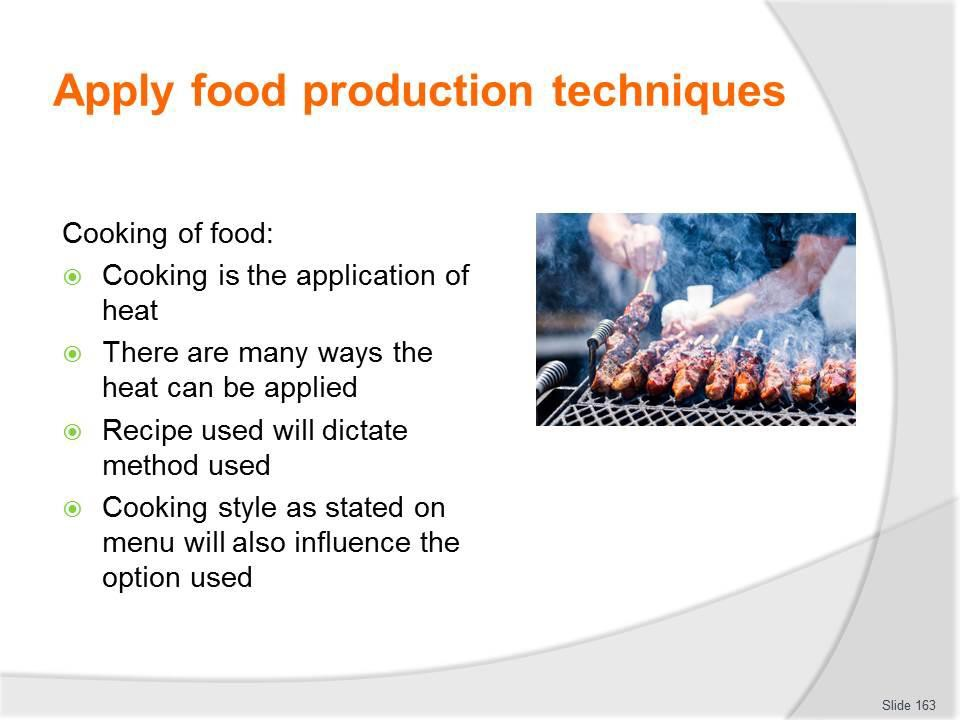 Apply food production techniques
Cooking of food:
Cooking is the application of
heat
There are many ways the
heat can be applied
Recipe used will dictate
method used
Cooking style as stated on
menu will also influence the
option used
Slide 163